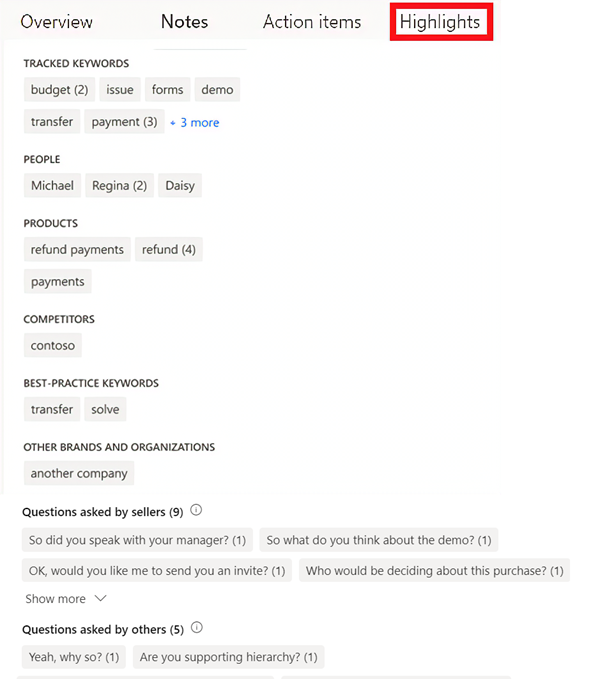 Overview Notes Action items Highlights
TRACKED KEYWORDS
budget (2) issue forms demo
transfer payment (3) + 3 more
PEOPLE
Michael Regina (2) Daisy
PRODUCTS
refund payments refund (4)
payments
COMPETITORS
contoso
BEST-PRACTICE KEYWORDS
transfer solve
OTHER BRANDS AND ORGANIZATIONS
another company
Questions asked by sellers (9)
So did you speak with your manager? (1) So what do you think about the demo? (1)
OK, would you like me to send you an invite? (1) Who would be deciding about this purchase? (1)
Show more
Questions asked by others (5)
Yeah, why so? (1) Are you supporting hierarchy? (1)